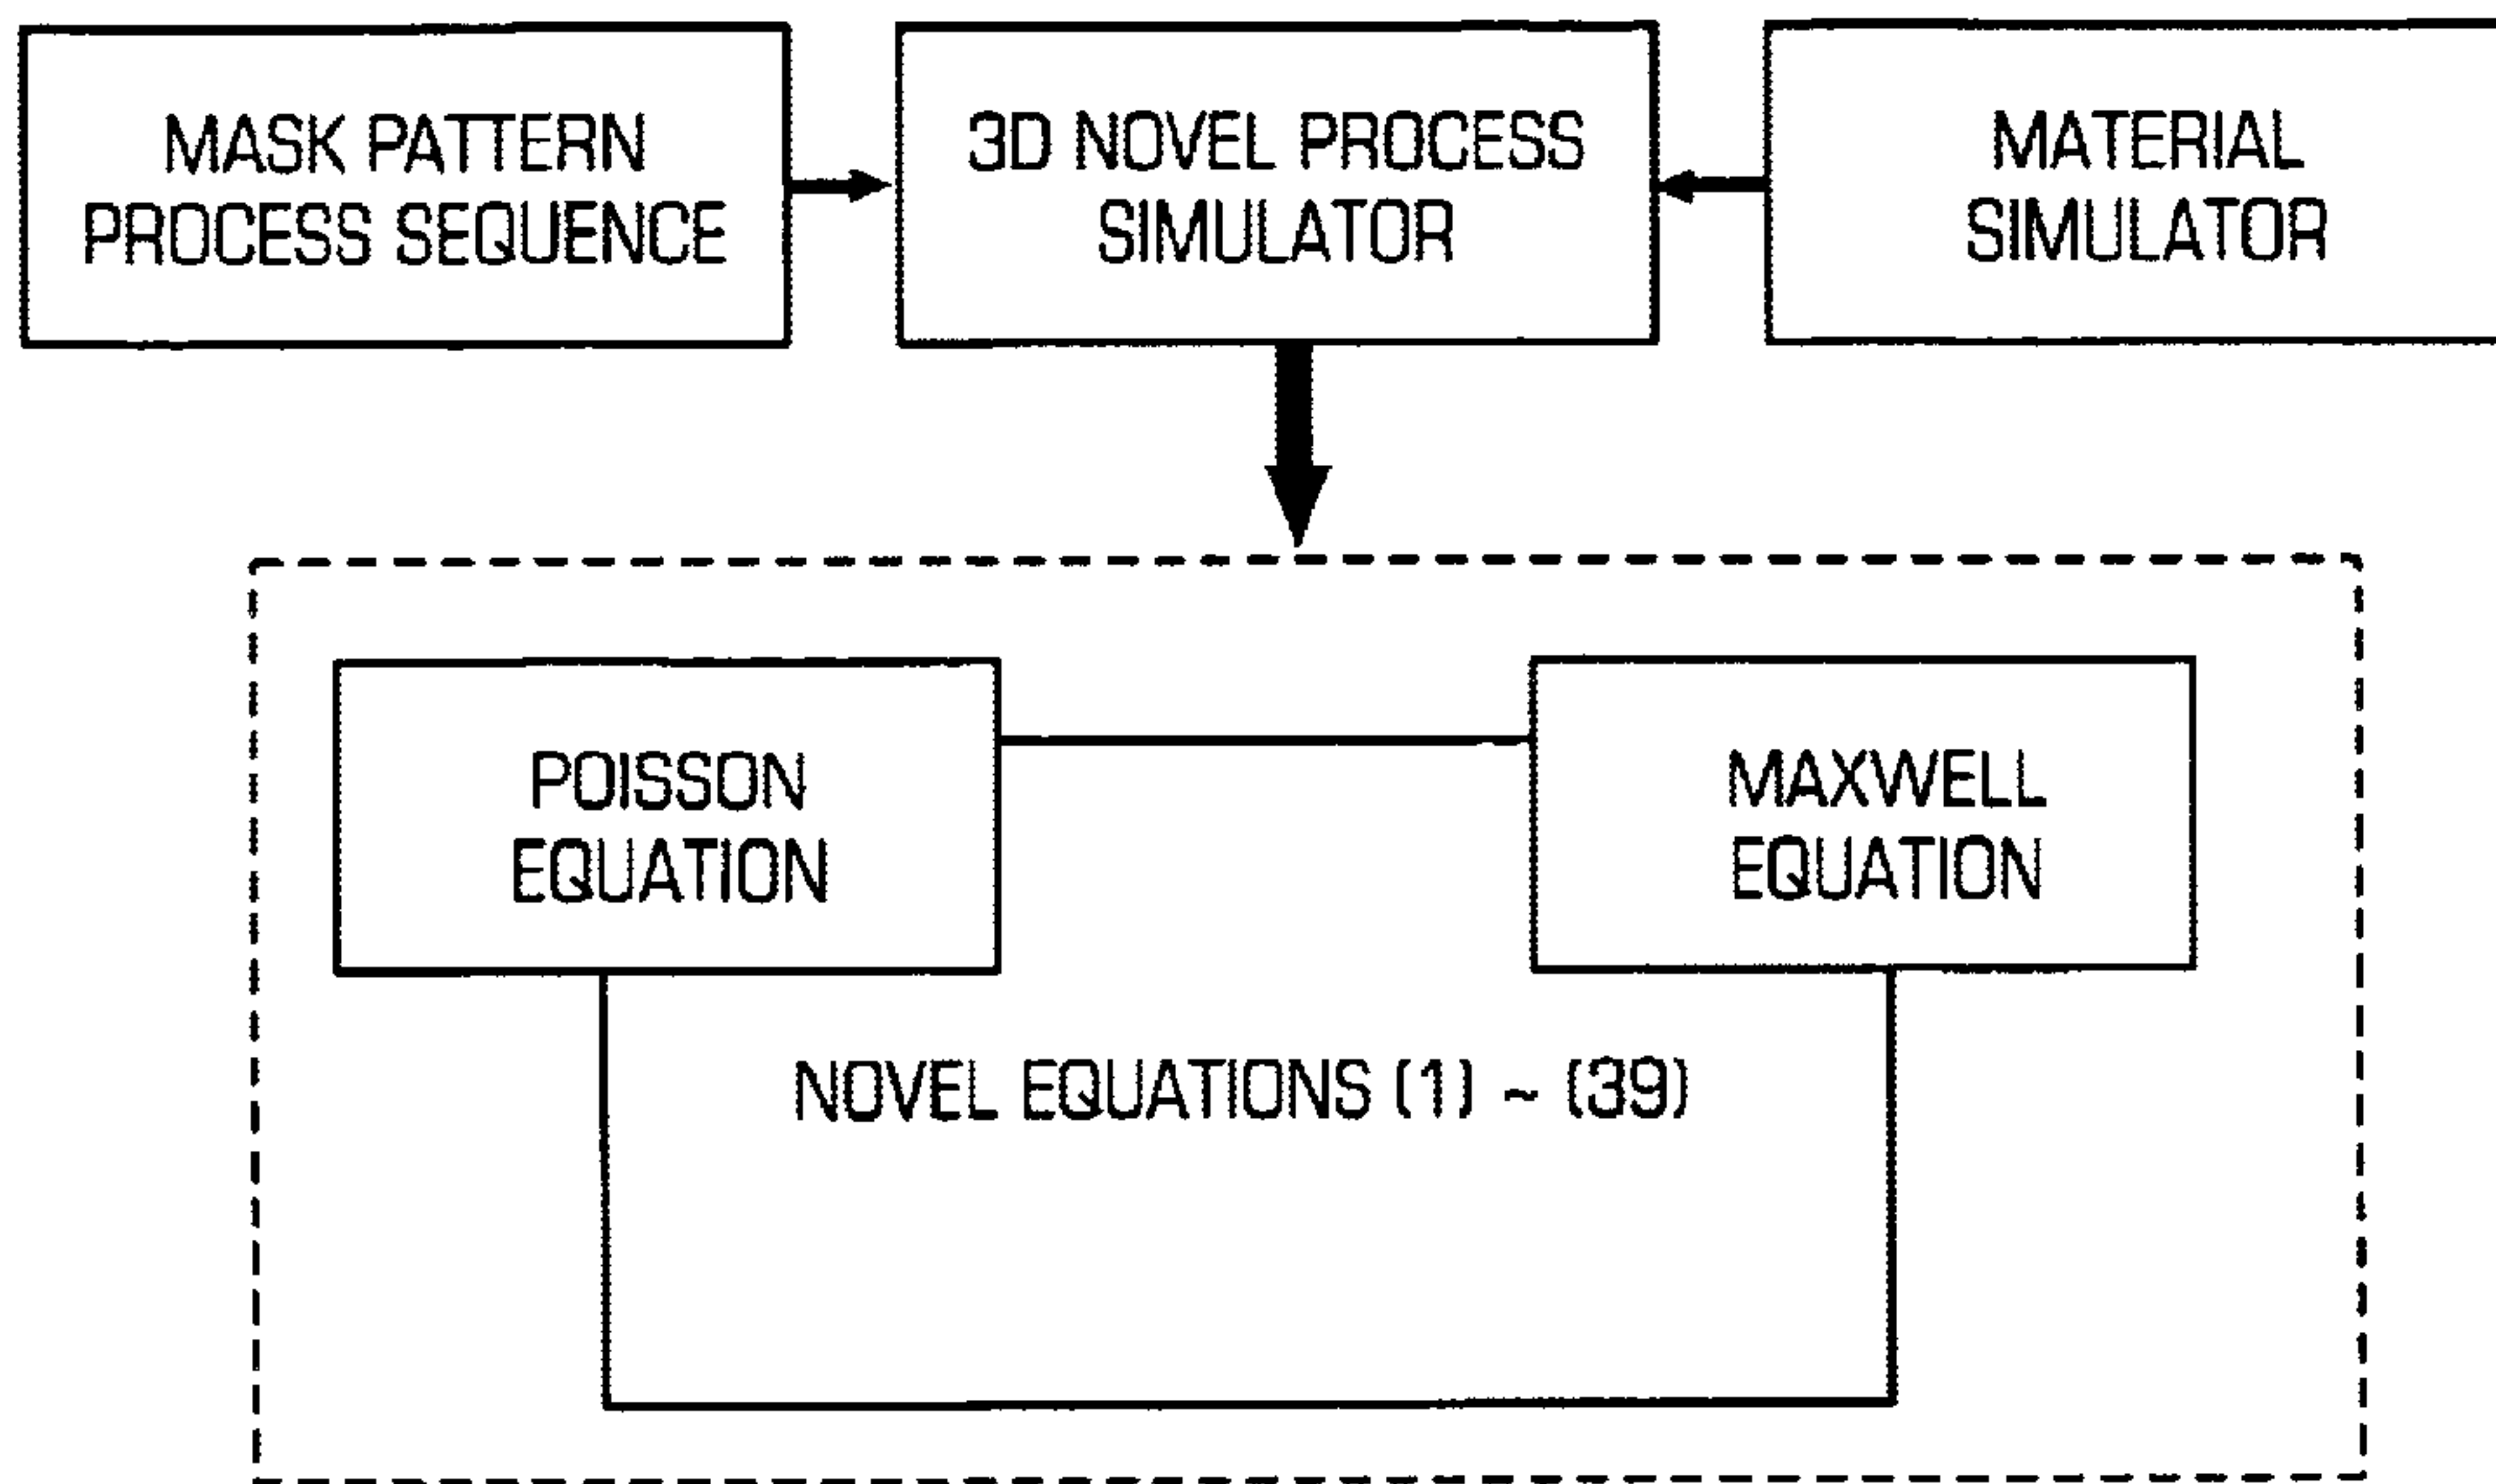 MASK PATTERN
PROCESS SEQUENCE
3D NOVEL PROCESS
SIMULATOR
MATERIAL
SIMULATOR
POISSON
EQUATION
MAXWELL
EQUATION
NOVEL EQUATIONS (1) ~ (39)